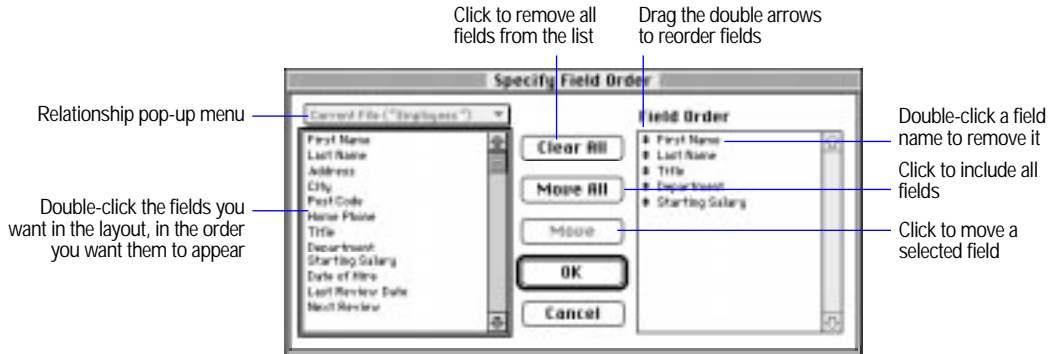 Click to remove all
fields from the list
Drag the double arrows
to reorder fields
Specify Field Order
Relationship pop-up menu
Current File ("Employees")
Field Order
First Name
Last Name
Address
City
Post Code
Home Phone
Title
Department
Starting Salary
Date of Hire
Last Review Date
Next Review
Double-click the fields you
want in the layout, in the order
you want them to appear
Clear All
Move All
Move
OK
Cancel
First Name
Last Name
Title
Department
Starting Salary
Double-click a field
name to remove it
Click to include all
fields
Click to move a
selected field